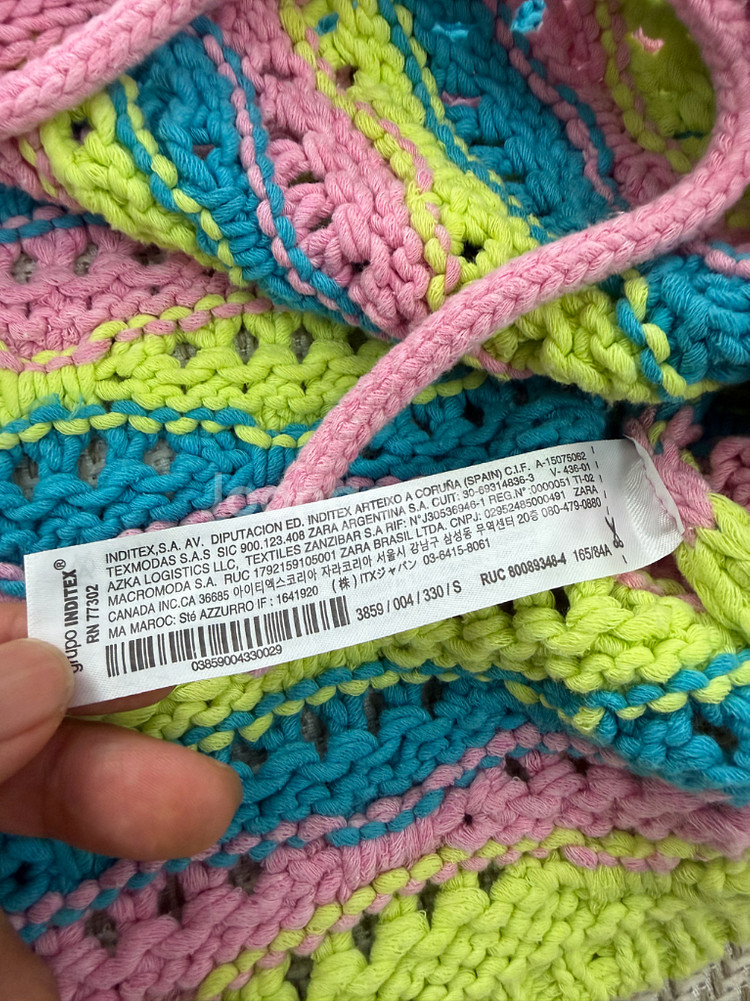 grupo INDITEX®
RN 77302
INDITEX,S.A. AV. DIPUTACION ED. INDITEX ARTEIXO A CORUÑA (SPAIN) C.I.F. A-15075062
TEXMODAS S.A.S SIC 900.123.408 ZARA ARGENTINA S.A. CUIT: 30-69314836-3 V- 436-01
AZKA LOGISTICS LLC, TEXTILES ZANZIBAR S.A RIF: N°J30536946-1 REG.N°:0000051 TI-02
MACROMODA S.A. RUC 1792159105001 ZARA BRASIL LTDA. CNPJ: 02952485000491 ZARA
CANADA INC.CA 36685 아이티엑스코리아 자라코리아 서울시 강남구 삼성동 무역센터 20층 080-479-0880
MA MAROC: Sté AZZURRO IF : 1641920 (株) ITXジャパン 03-6415-8061
3859 / 004 / 330 / S RUC 80089348-4 165/84A
03859004330029